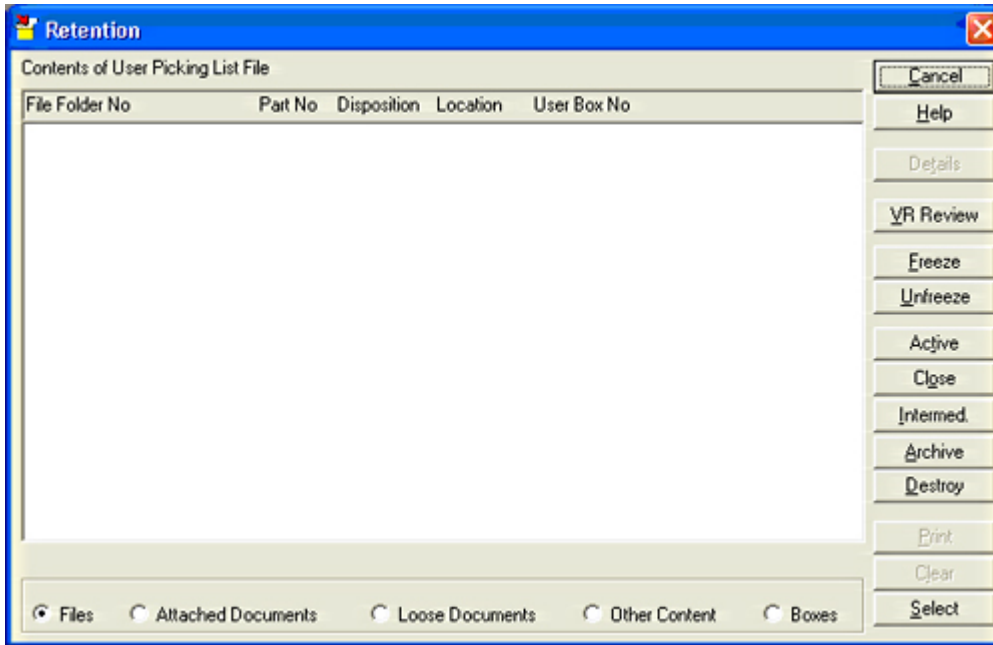 Retention
Contents of User Picking List File
File Folder No Part No Disposition Location User Box No
Cancel
Help
Details
VR Review
Freeze
Unfreeze
Active
Close
Intermed.
Archive
Destroy
Print
Clear
Select
Files Attached Documents Loose Documents Other Content Boxes